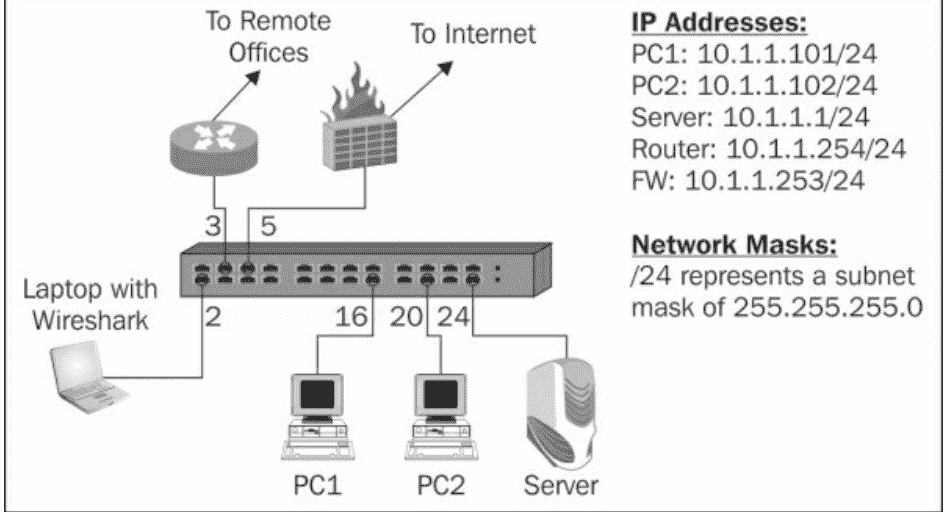 To Remote
Offices
To Internet
3
5
Laptop with
Wireshark
2
16
20
24
PC1
PC2
Server
IP Addresses:
PC1: 10.1.1.101/24
PC2: 10.1.1.102/24
Server: 10.1.1.1/24
Router: 10.1.1.254/24
FW: 10.1.1.253/24
Network Masks:
/24 represents a subnet
mask of 255.255.255.0